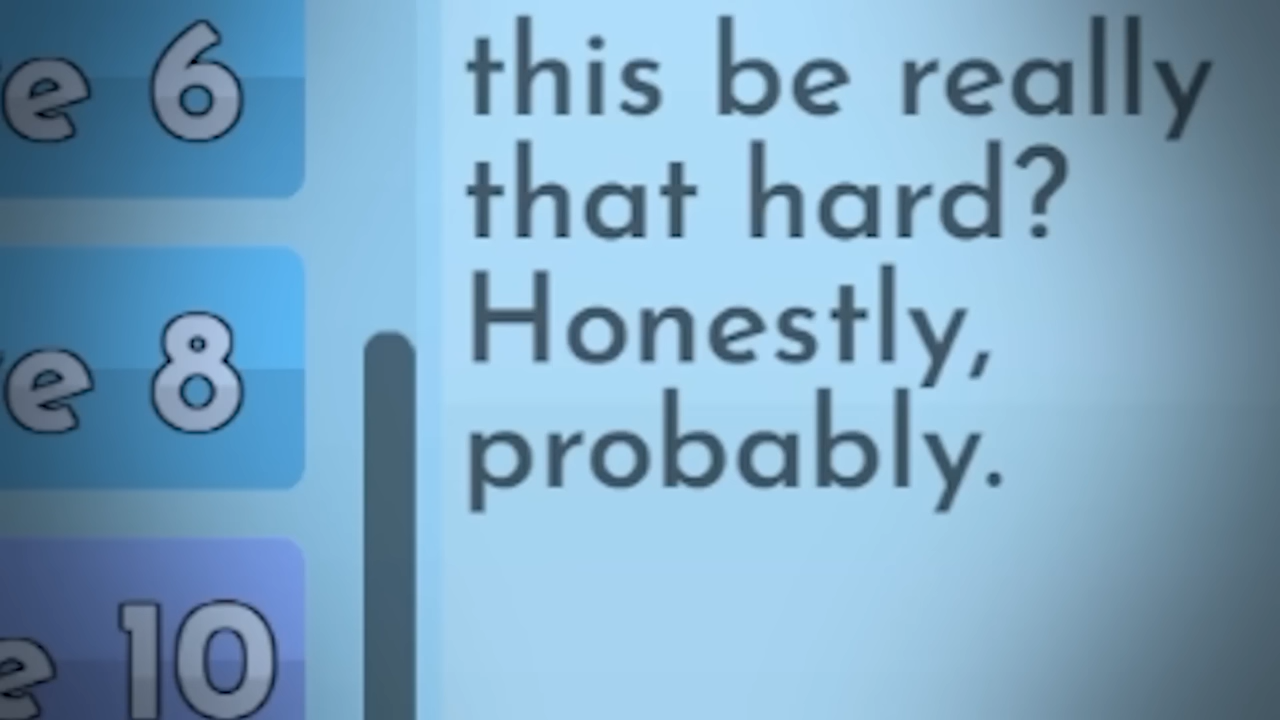 e 6
e 8
e 10
this be really
that hard?
Honestly,
probably.